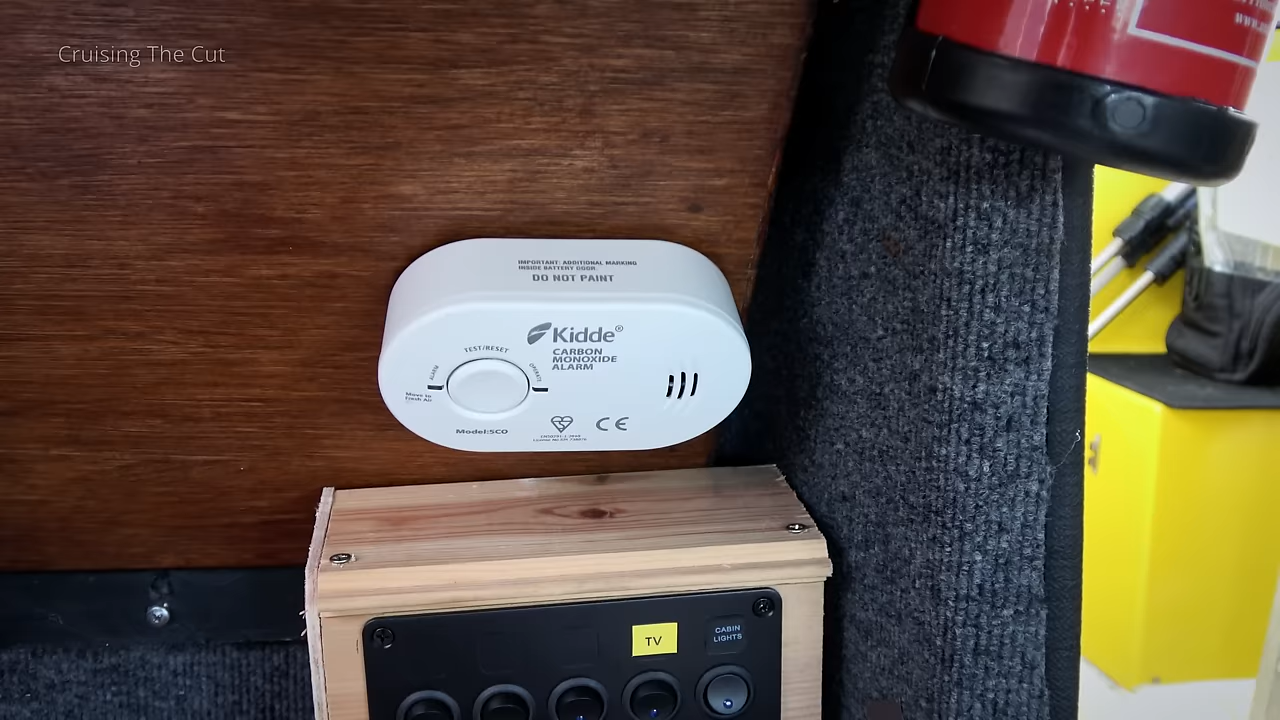 Cruising The Cut
IMPORTANT: ADDITIONAL MARKING
INSIDE BATTERY DOOR.
DO NOT PAINT
Kidde®
CARBON
MONOXIDE
ALARM
TEST/RESET
ALARM
OPERATE
Move to
Fresh Air
Model:5CO
CE
TV
CABIN
LIGHTS